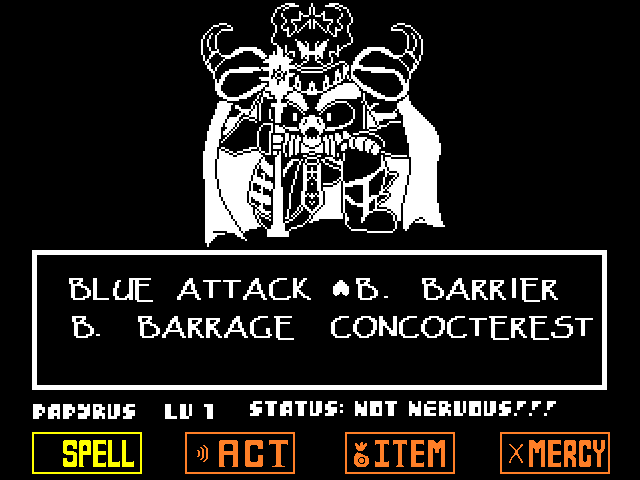 BLUE ATTACK B. BARRIER
B. BARRAGE CONCOCTEREST
PAPYRUS LV 1 STATUS: NOT NERVOUS!!!
SPELL ACT ITEM MERCY